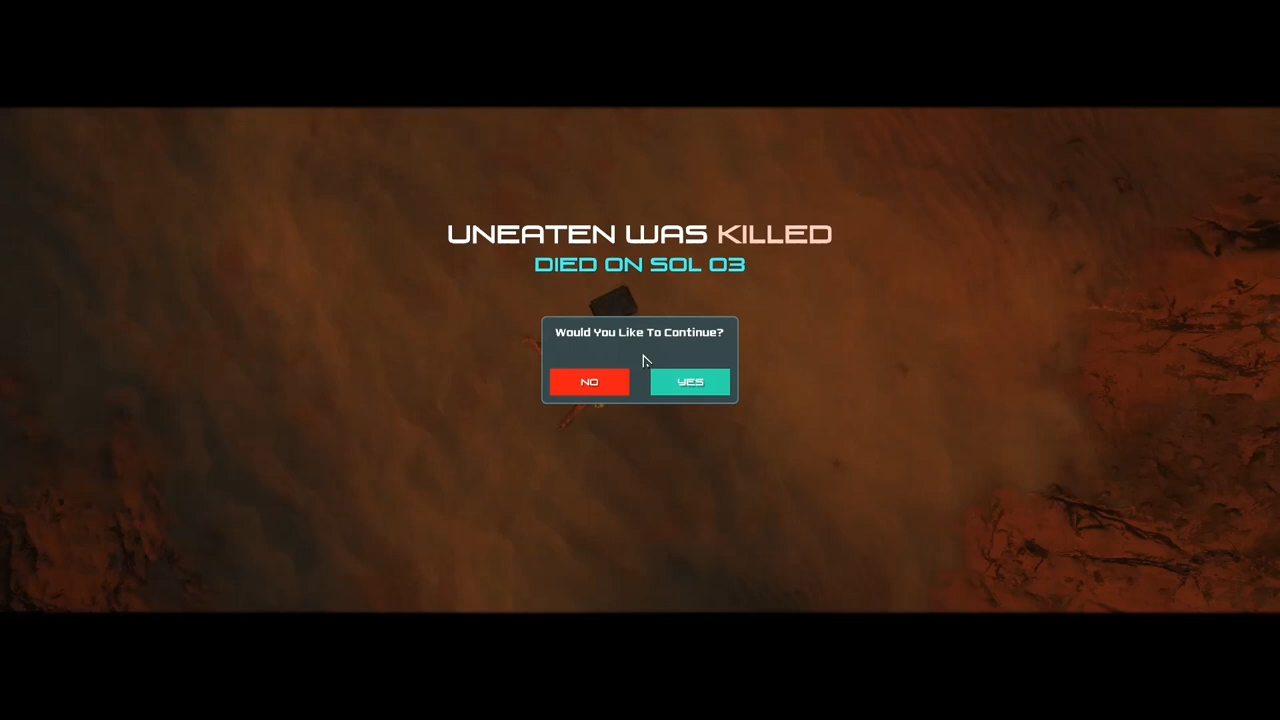 UNEATEN WAS KILLED
DIED ON SOL 03
Would You Like To Continue?
NO
YES